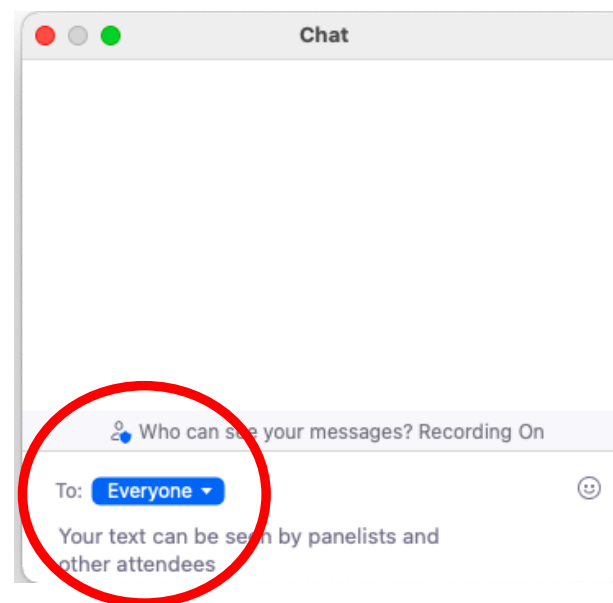 Chat
Who can see your messages? Recording On
To: Everyone
Your text can be seen by panelists and
other attendees